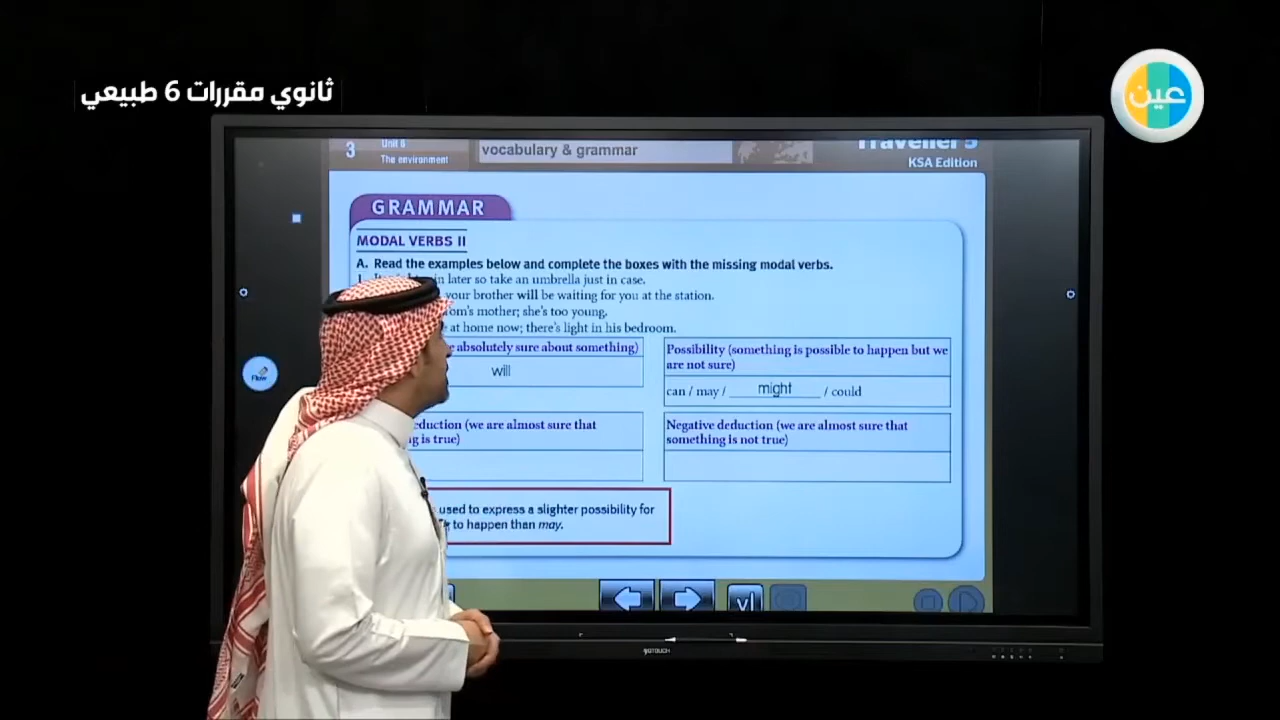 ثانوي مقررات 6 طبيعي
عين
3
Unit 6
The environment
vocabulary & grammar
Traveller 5
KSA Edition
GRAMMAR
MODAL VERBS II
A. Read the examples below and complete the boxes with the missing modal verbs.
in later so take an umbrella just in case.
your brother will be waiting for you at the station.
mother; she's too young.
at home now; there's light in his bedroom.
absolutely sure about something)
will
Possibility (something is possible to happen but we
are not sure)
can / may / might / could
(we are almost sure that
is true)
Negative deduction (we are almost sure that
something is not true)
used to express a slighter possibility for
to happen than may.
Flow